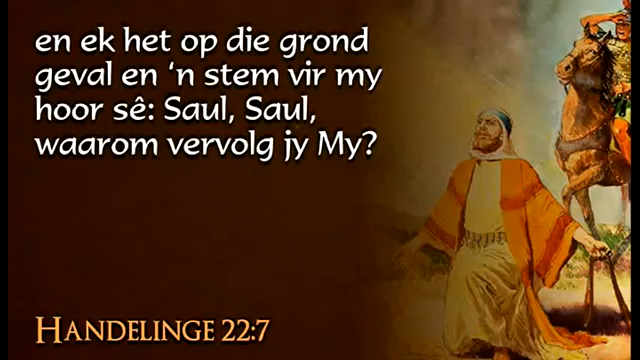 en ek het op die grond
geval en ‘n stem vir my
hoor sê: Saul, Saul,
waarom vervolg jy My?
Handelinge 22:7